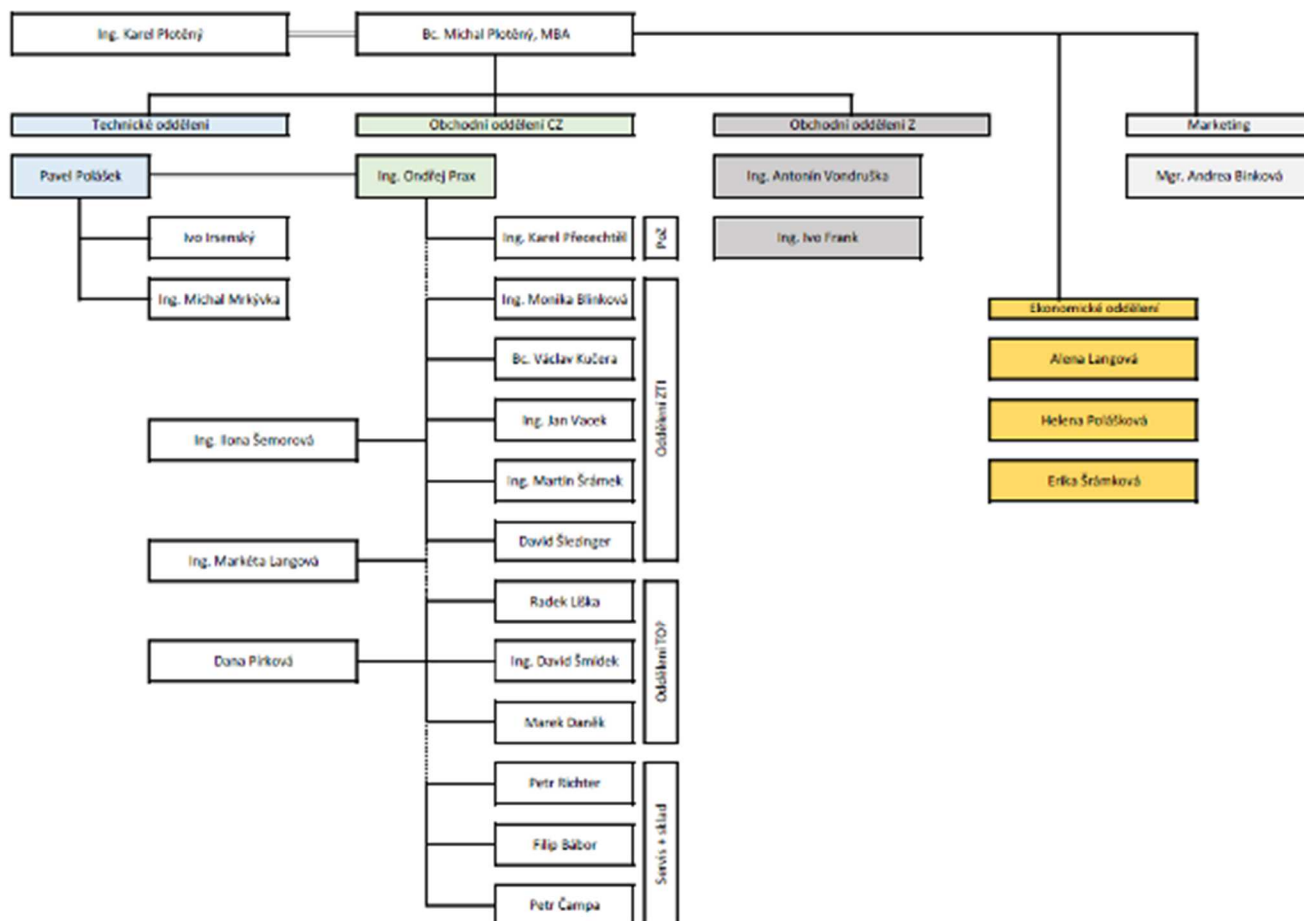 Ing. Karel Plotěný
Bc. Michal Plotěný, MBA
Technické oddělení
Obchodní oddělení CZ
Obchodní oddělení Z
Marketing
Pavel Polášek
Ing. Ondřej Prax
Ing. Antonín Vondruška
Mgr. Andrea Binková
Ivo Irsenský
Ing. Karel Přecechtěl
PoZ
Ing. Ivo Frank
Ing. Michal Mrkývka
Ing. Monika Blinková
Ekonomické oddělení
Bc. Václav Kučera
Alena Langová
Oddělení ZTI
Ing. Jan Vacek
Helena Polášková
Ing. Ilona Šemorová
Ing. Martin Šrámek
Erika Šrámková
David Šlezinger
Ing. Markéta Langová
Radek Liška
Oddělení TOP
Dana Pírková
Ing. David Šmídek
Marek Daněk
Petr Richter
Servis + sklad
Filip Bábor
Petr Čampa